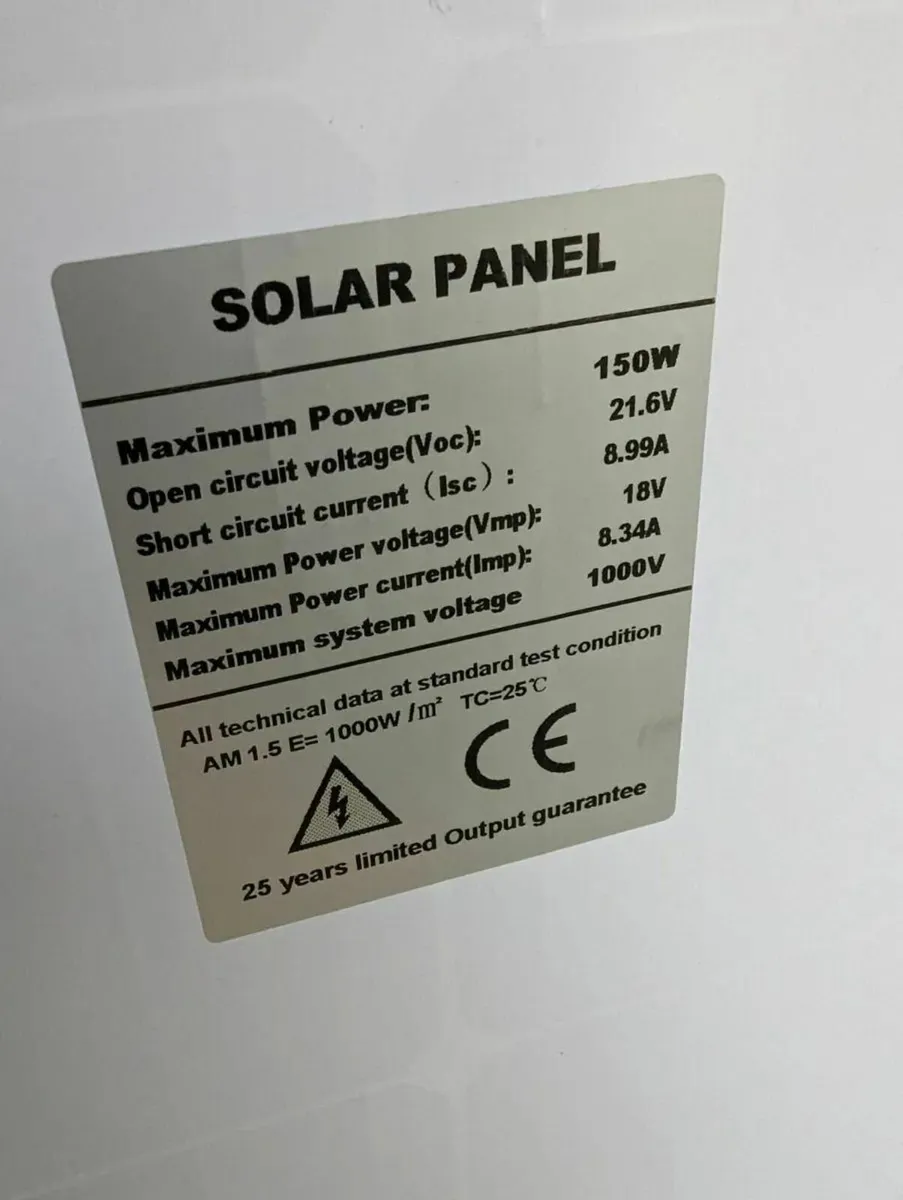 SOLAR PANEL
Maximum Power: 150W
Open circuit voltage(Voc): 21.6V
Short circuit current（Isc）: 8.99A
Maximum Power voltage(Vmp): 18V
Maximum Power current(Imp): 8.34A
Maximum system voltage 1000V
All technical data at standard test condition
AM 1.5 E= 1000W /m² TC=25℃
CE
25 years limited Output guarantee